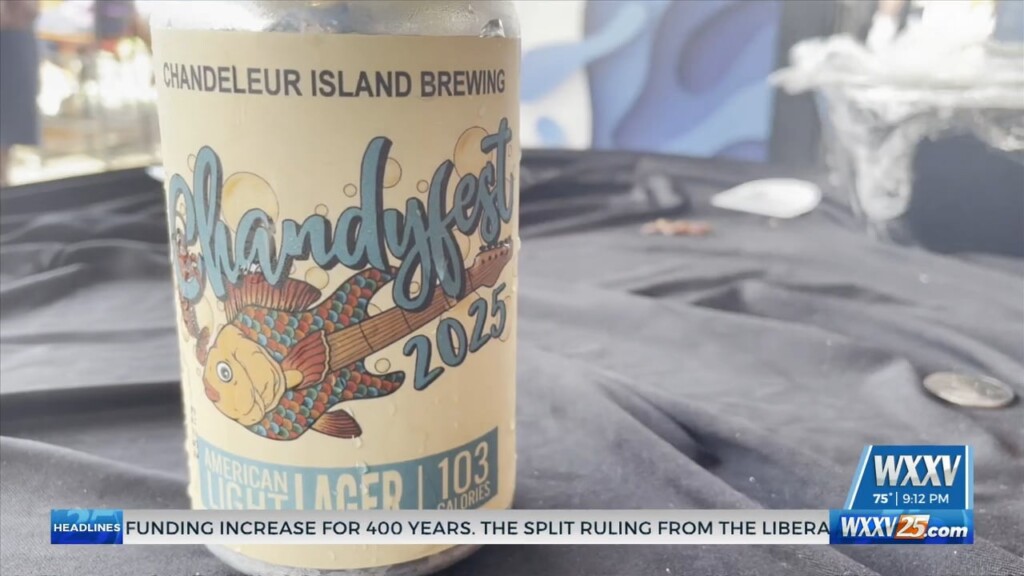 CHANDELEUR ISLAND BREWING
Chandyfest
2025
AMERICAN
LIGHT LAGER | 103
CALORIES
WXXV
75° | 9:12 PM
HEADLINES FUNDING INCREASE FOR 400 YEARS. THE SPLIT RULING FROM THE LIBERA
WXXV25.com